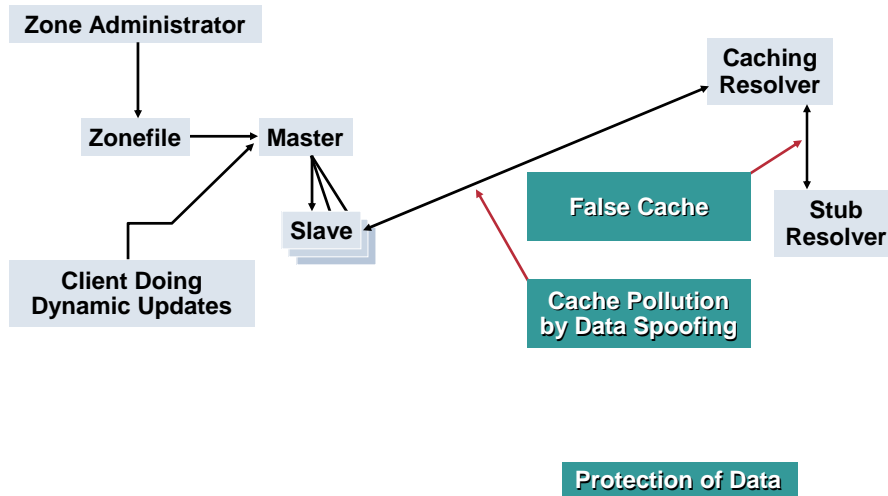 Zone Administrator
Caching
Resolver
Zonefile
Master
False Cache
Slave
Stub
Resolver
Client Doing
Dynamic Updates
Cache Pollution
by Data Spoofing
Protection of Data